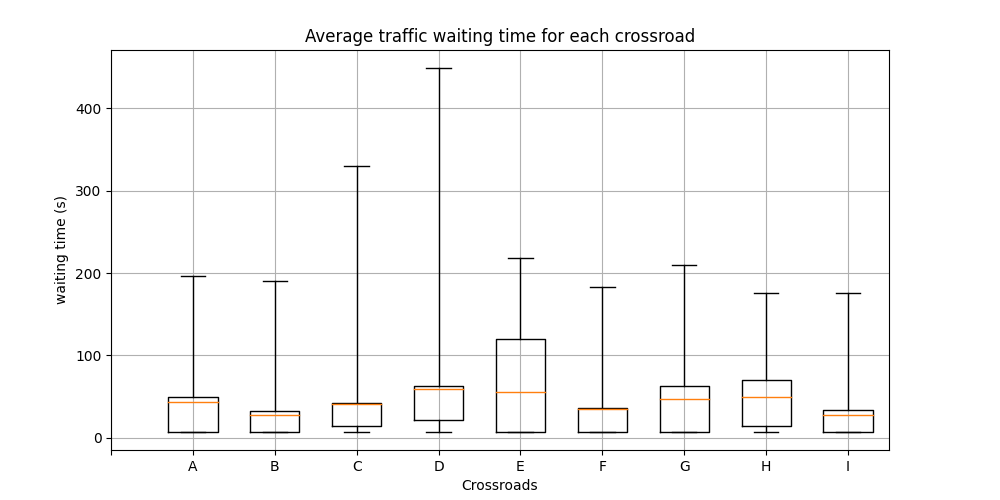 Average traffic waiting time for each crossroad
400
300
200
100
0
waiting time (s)
A B C D E F G H I
Crossroads